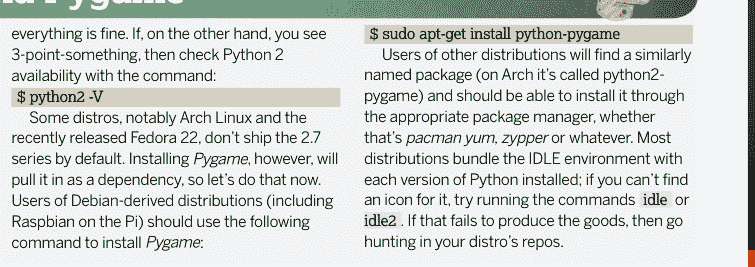 everything is fine. If, on the other hand, you see
3-point-something, then check Python 2
availability with the command:
$ python2 -V
Some distros, notably Arch Linux and the
recently released Fedora 22, don't ship the 2.7
series by default. Installing Pygame, however, will
pull it in as a dependency, so let's do that now.
Users of Debian-derived distributions (including
Raspbian on the Pi) should use the following
command to install Pygame:
$ sudo apt-get install python-pygame
Users of other distributions will find a similarly
named package (on Arch it's called python2-
pygame) and should be able to install it through
the appropriate package manager, whether
that's pacman yum, zypper or whatever. Most
distributions bundle the IDLE environment with
each version of Python installed; if you can't find
an icon for it, try running the commands idle or
idle2 . If that fails to produce the goods, then go
hunting in your distro's repos.